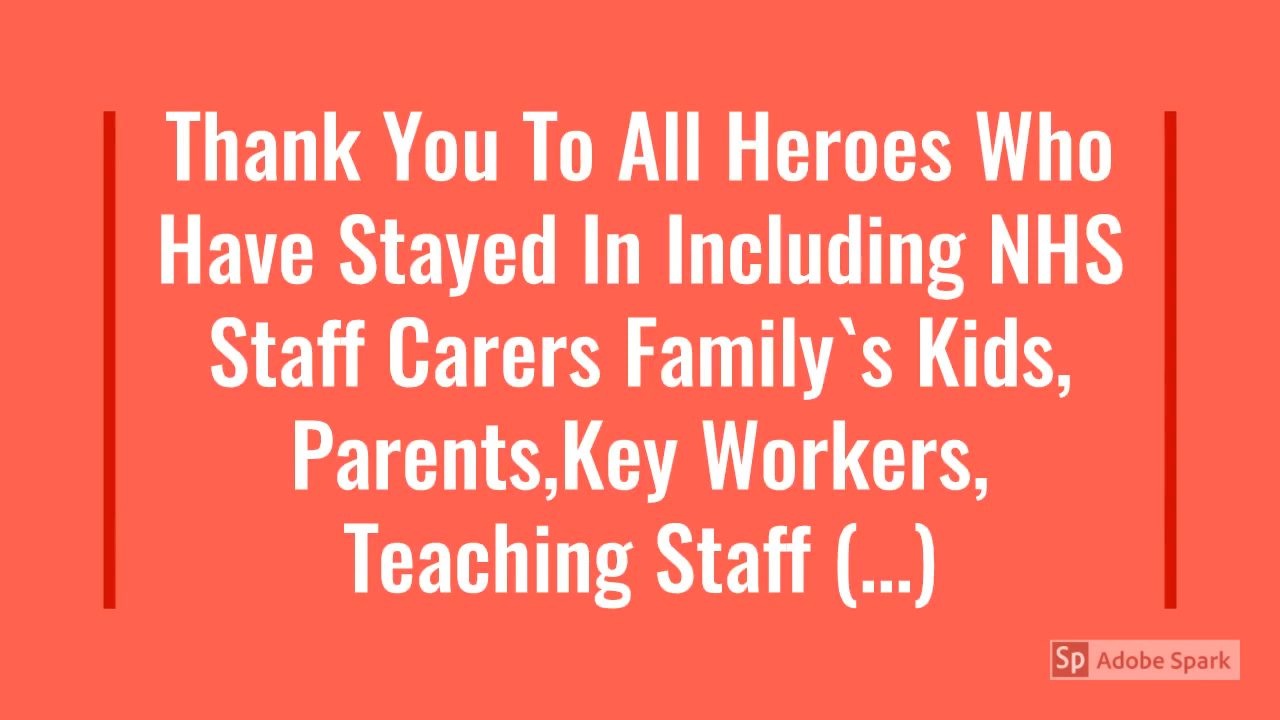 Thank You To All Heroes Who
Have Stayed In Including NHS
Staff Carers Family`s Kids,
Parents,Key Workers,
Teaching Staff (...)
Sp Adobe Spark